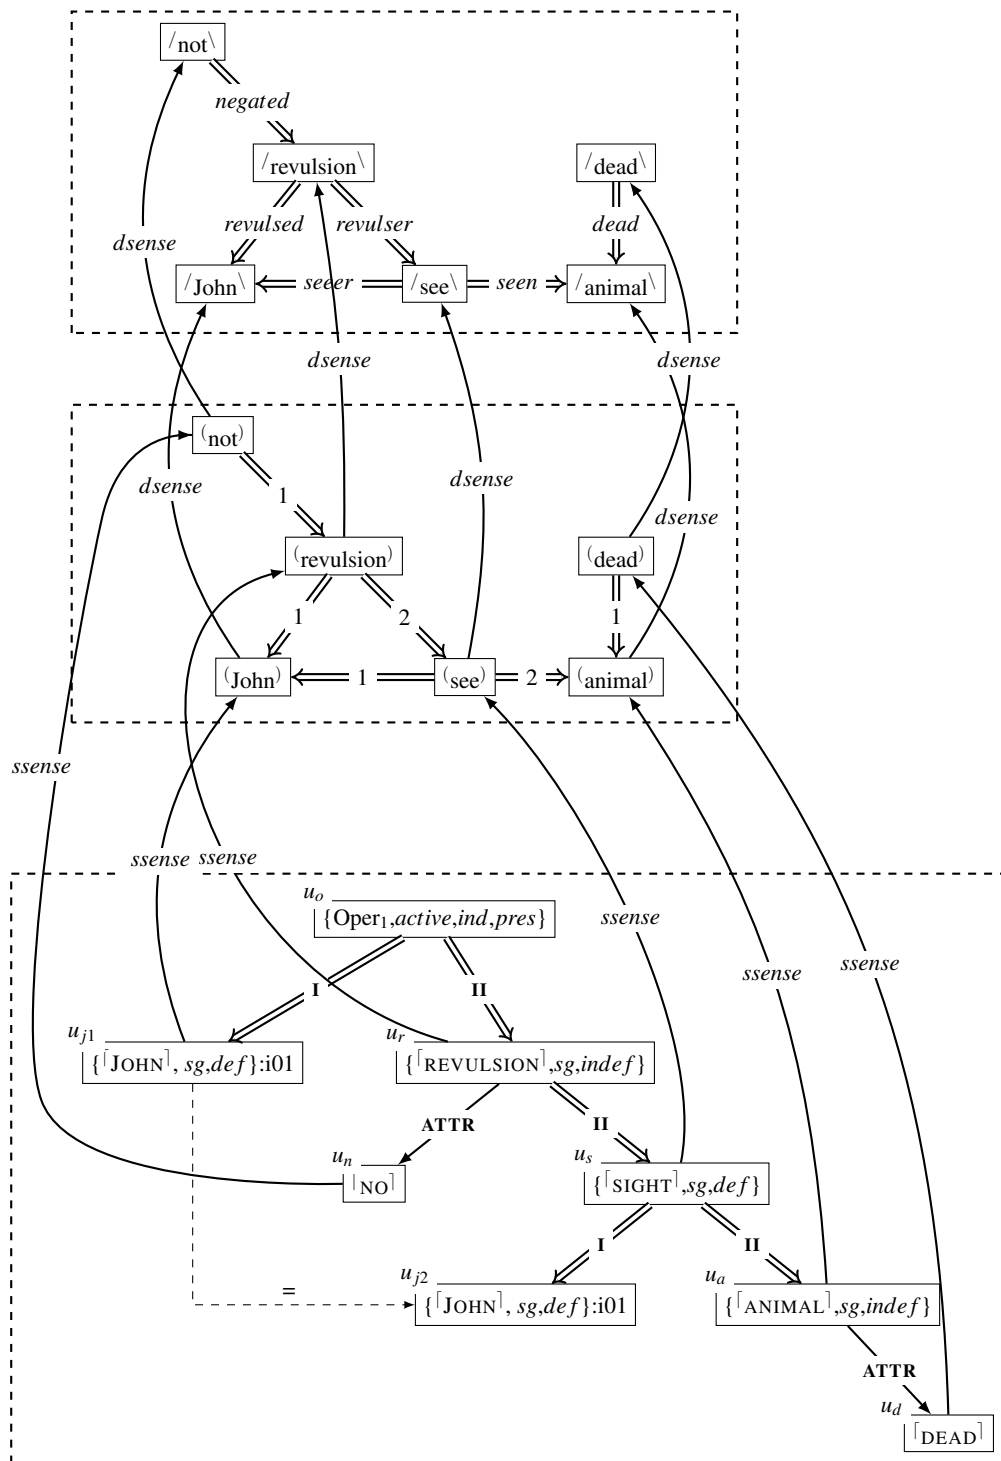 /not\
negated
/revulsion\ /dead\
revulsed revulser dead
dsense
/John\ seeer /see\ seen /animal\
dsense dsense
(not)
dsense dsense
1
dsense
(revulsion) (dead)
1 2 1
(John) 1 (see) 2 (animal)
ssense
ssense ssense
u_o
{Oper₁,active,ind,pres}
ssense
ssense ssense
I II
u_j1 u_r
{⌈JOHN⌉, sg,def}:i01 {⌈REVULSION⌉,sg,indef}
ATTR II
u_n u_s
⌈NO⌉ {⌈SIGHT⌉,sg,def}
I II
u_j2 u_a
=
{⌈JOHN⌉, sg,def}:i01 {⌈ANIMAL⌉,sg,indef}
ATTR
u_d
⌈DEAD⌉